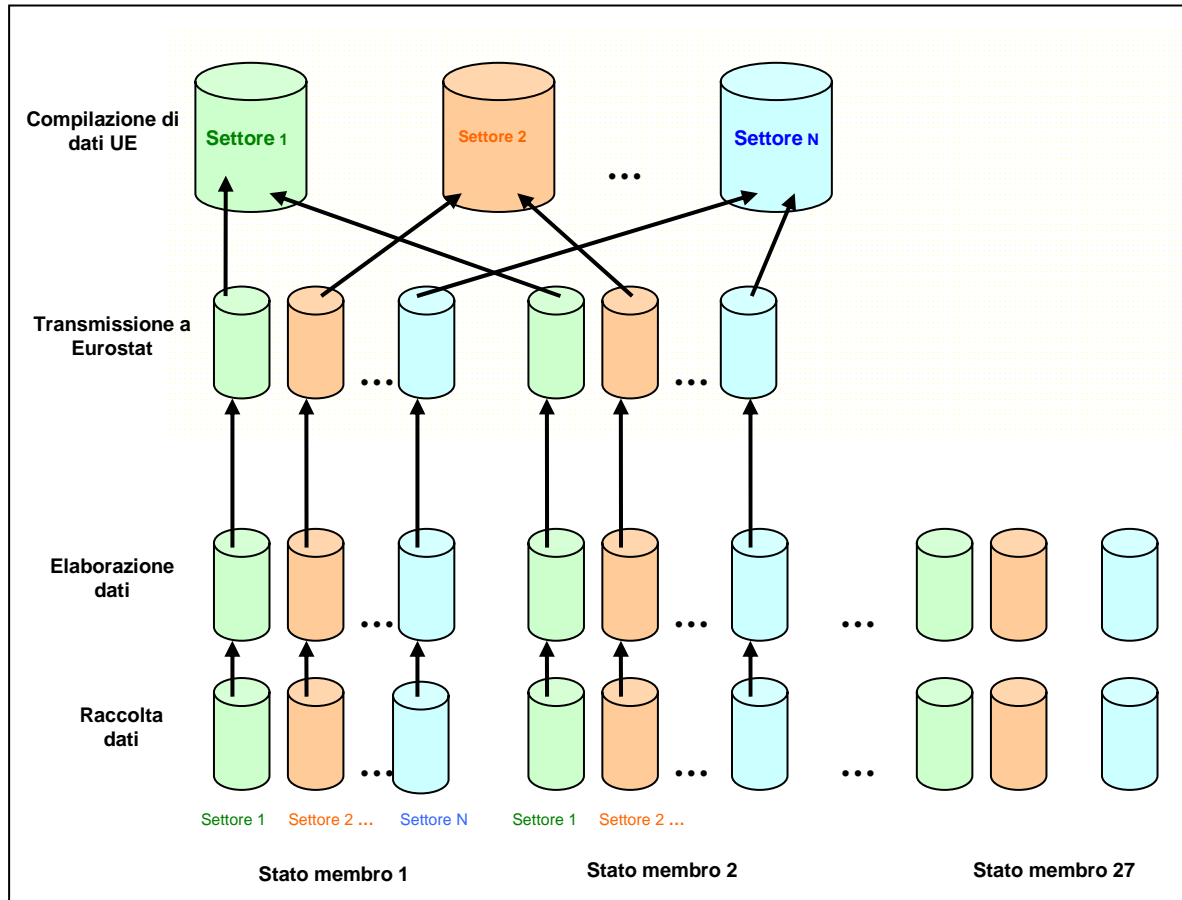 Compilazione di
dati UE
Settore 1
Settore 2
Settore N
...
Transmissione a
Eurostat
...
...
Elaborazione
dati
...
...
...
Raccolta
dati
...
...
...
Settore 1
Settore 2 ...
Settore N
Settore 1
Settore 2 ...
Stato membro 1
Stato membro 2
Stato membro 27